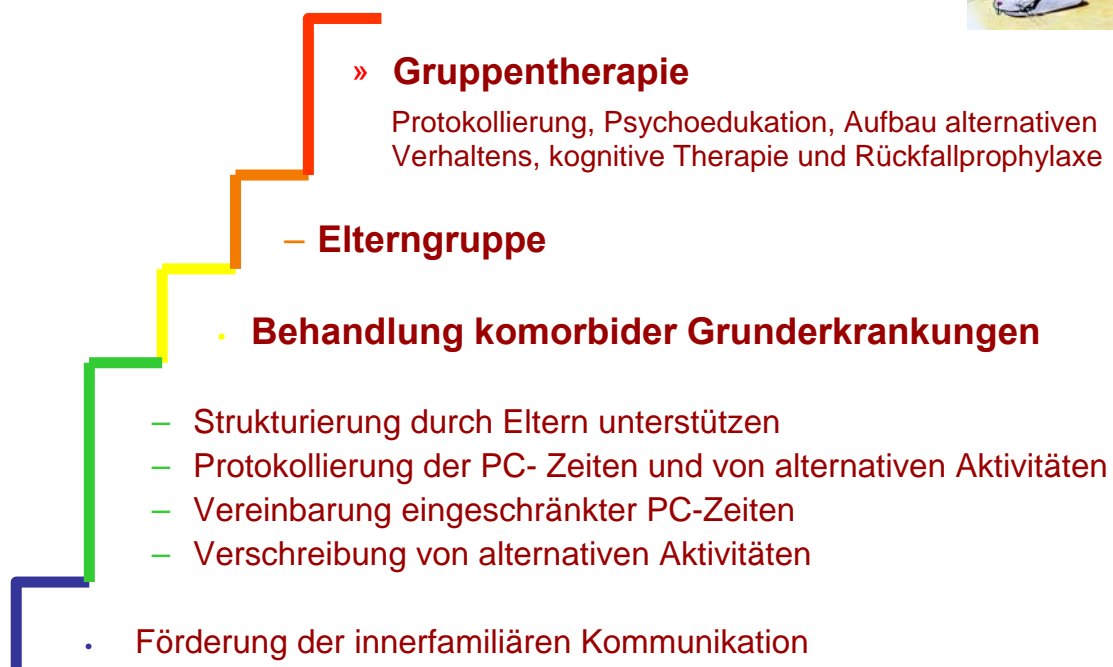 » Gruppentherapie
Protokollierung, Psychoedukation, Aufbau alternativen
Verhaltens, kognitive Therapie und Rückfallprophylaxe
– Elterngruppe
• Behandlung komorbider Grunderkrankungen
– Strukturierung durch Eltern unterstützen
– Protokollierung der PC- Zeiten und von alternativen Aktivitäten
– Vereinbarung eingeschränkter PC-Zeiten
– Verschreibung von alternativen Aktivitäten
• Förderung der innerfamiliären Kommunikation